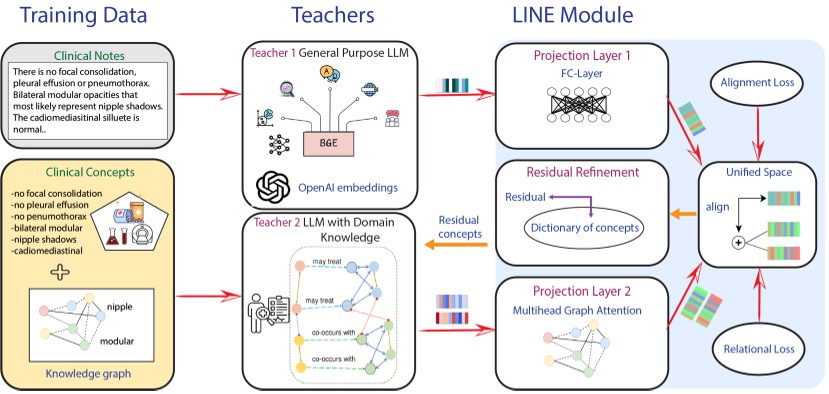 Training Data
Teachers
LINE Module
Clinical Notes
There is no focal consolidation,
pleural effusion or pneumothorax.
Bilateral modular opacities that
most likely represent nipple shadows.
The cadiomediasitinal silluete is
normal..
Clinical Concepts
-no focal consolidation
-no pleural effusion
-no penumothorax
-bilateral modular
-nipple shadows
-cadiomediastinal
nipple
modular
Knowledge graph
Teacher 1 General Purpose LLM
BGE
OpenAI embeddings
Teacher 2 LLM with Domain
Knowledge
may treat
may treat
co-occurs with
co-occurs with
Residual
concepts
Projection Layer 1
FC-Layer
Residual Refinement
Residual
Dictionary of concepts
Projection Layer 2
Multihead Graph Attention
Alignment Loss
Unified Space
align
+
Relational Loss